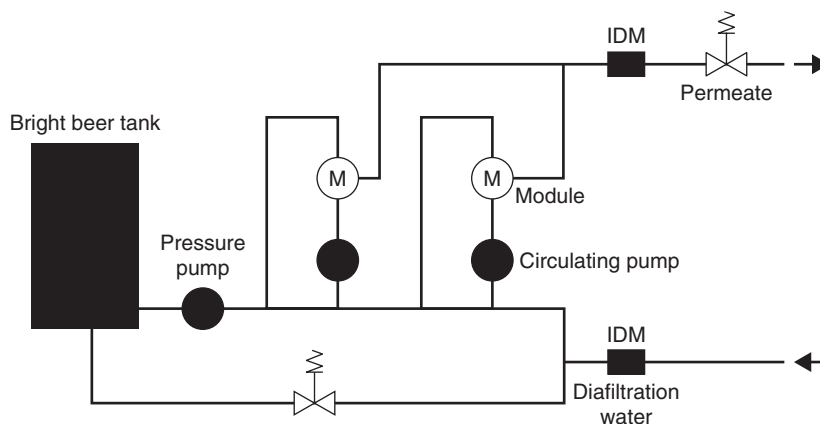 IDM
Permeate
Bright beer tank
M
M
Module
Pressure
pump
Circulating pump
IDM
Diafiltration
water